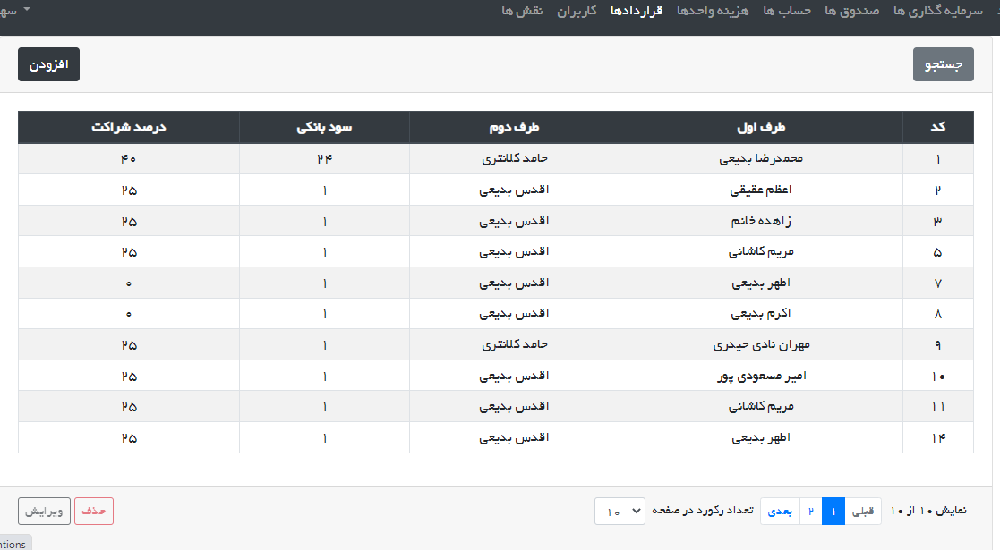 سرمایه گذاری ها صندوق ها حساب ها هزینه واحدها قراردادها کاربران نقش ها
جستجو افزودن
کد طرف اول طرف دوم سود بانکی درصد شراکت
۱ محمدرضا بدیعی حامد کلانتری ۲۴ ۴۰
۲ اعظم عقیقی اقدس بدیعی ۱ ۲۵
۳ زاهده خانم اقدس بدیعی ۱ ۲۵
۵ مریم کاشانی اقدس بدیعی ۱ ۲۵
۷ اطهر بدیعی اقدس بدیعی ۱ ۰
۸ اکرم بدیعی اقدس بدیعی ۱ ۰
۹ مهران نادی حیدری حامد کلانتری ۱ ۲۵
۱۰ امیر مسعودی پور اقدس بدیعی ۱ ۲۵
۱۱ مریم کاشانی اقدس بدیعی ۱ ۲۵
۱۴ اطهر بدیعی اقدس بدیعی ۱ ۲۵
نمایش ۱۰ از ۱۰ قبلی ۱ ۲ بعدی تعداد رکورد در صفحه ۱۰ حذف ویرایش